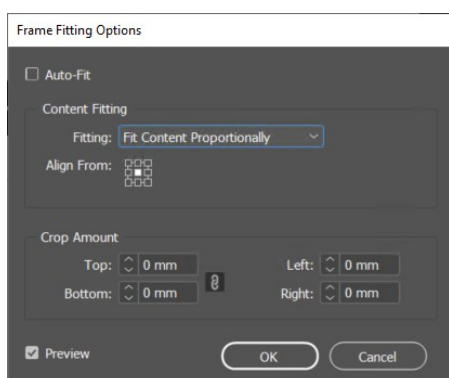 Frame Fitting Options
Auto-Fit
Content Fitting
Fitting: Fit Content Proportionally
Align From:
Crop Amount
Top: 0 mm Left: 0 mm
Bottom: 0 mm Right: 0 mm
Preview OK Cancel